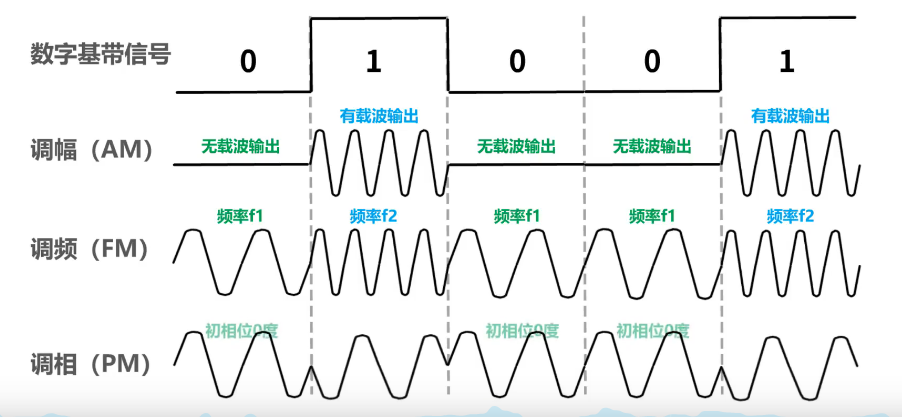 数字基带信号
0 1 0 0 1
有载波输出 有载波输出
调幅（AM） 无载波输出 无载波输出 无载波输出
频率f1 频率f2 频率f1 频率f1 频率f2
调频（FM）
初相位0度 初相位0度 初相位0度
调相（PM）